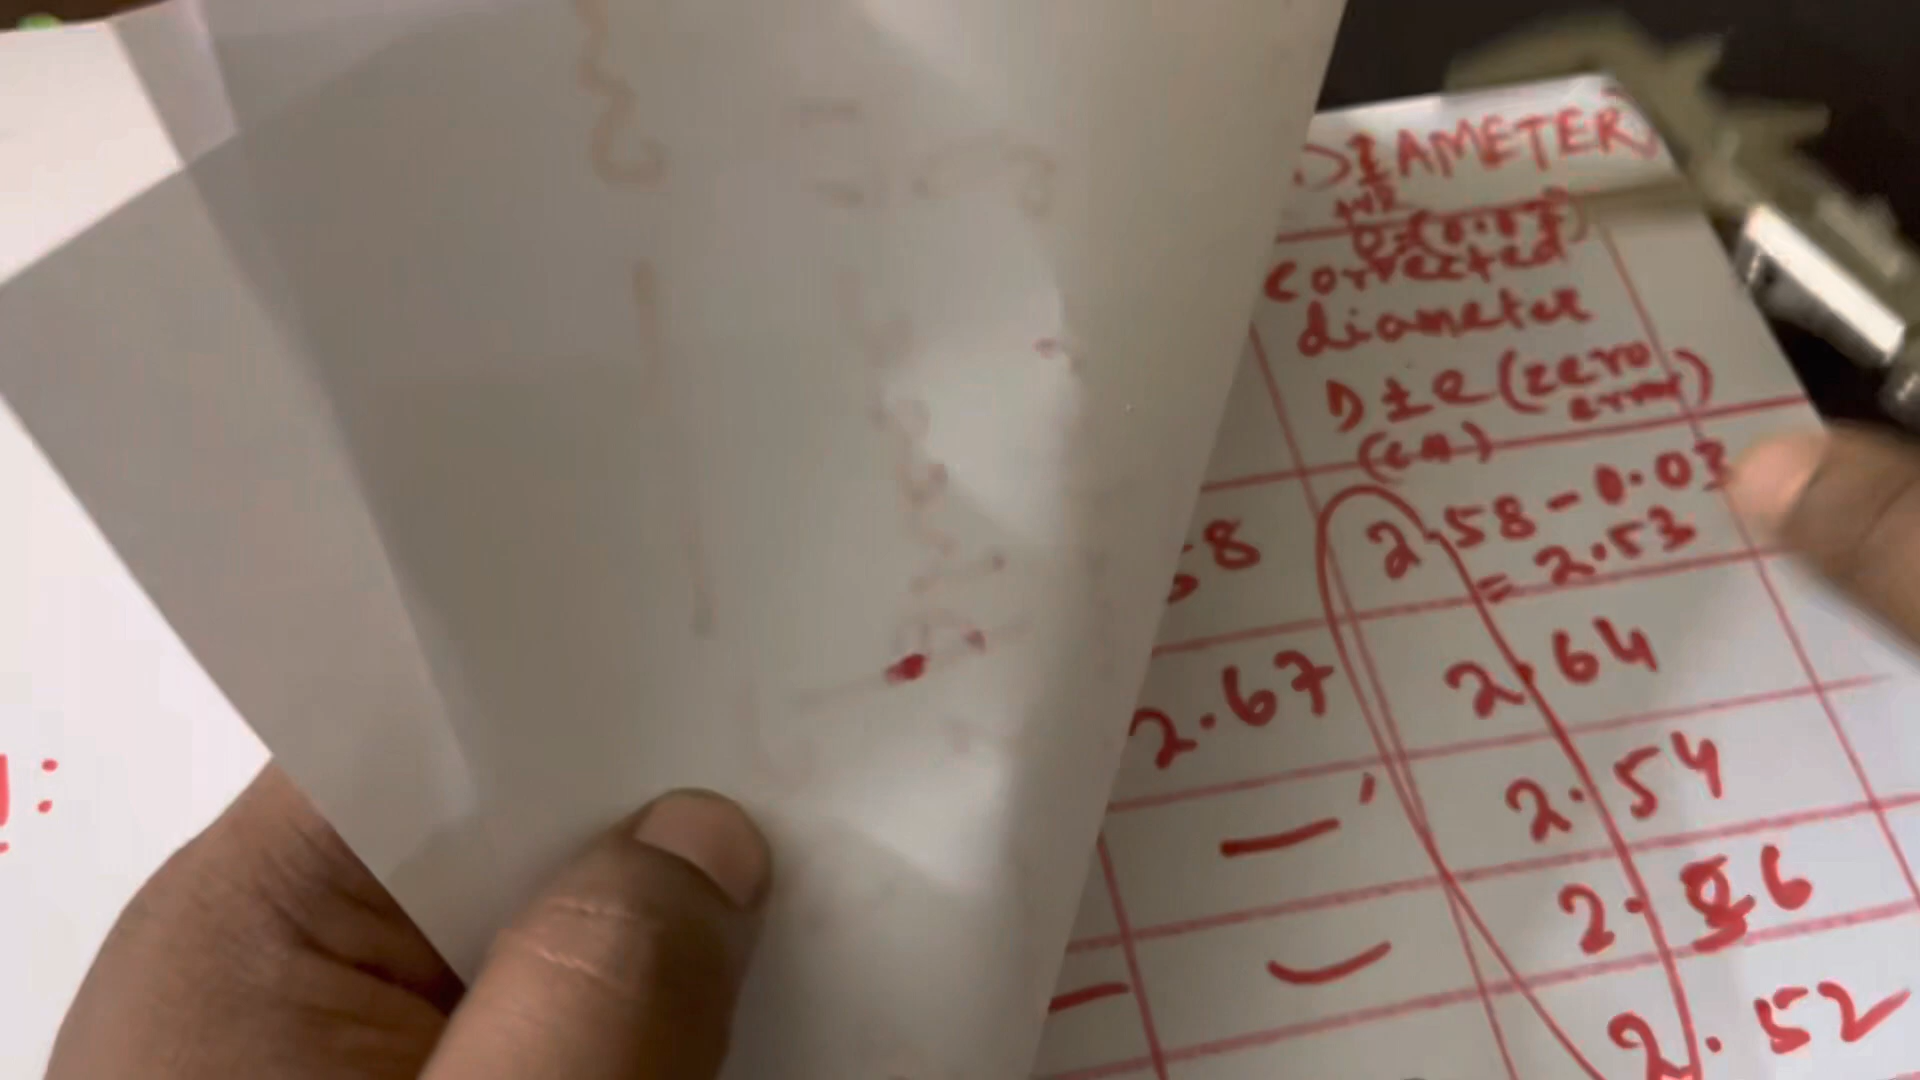 DIAMETER
corrected
diameter
D ± e (zero
error)
(cm)
8 2.58 - 0.03
= 2.53
2.67 2.64
— 2.54
2.56
2.52